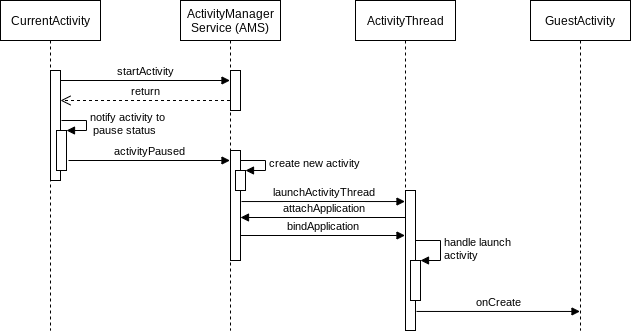 CurrentActivity
ActivityManager
Service (AMS)
ActivityThread
GuestActivity
startActivity
return
notify activity to
pause status
activityPaused
create new activity
launchActivityThread
attachApplication
bindApplication
handle launch
activity
onCreate